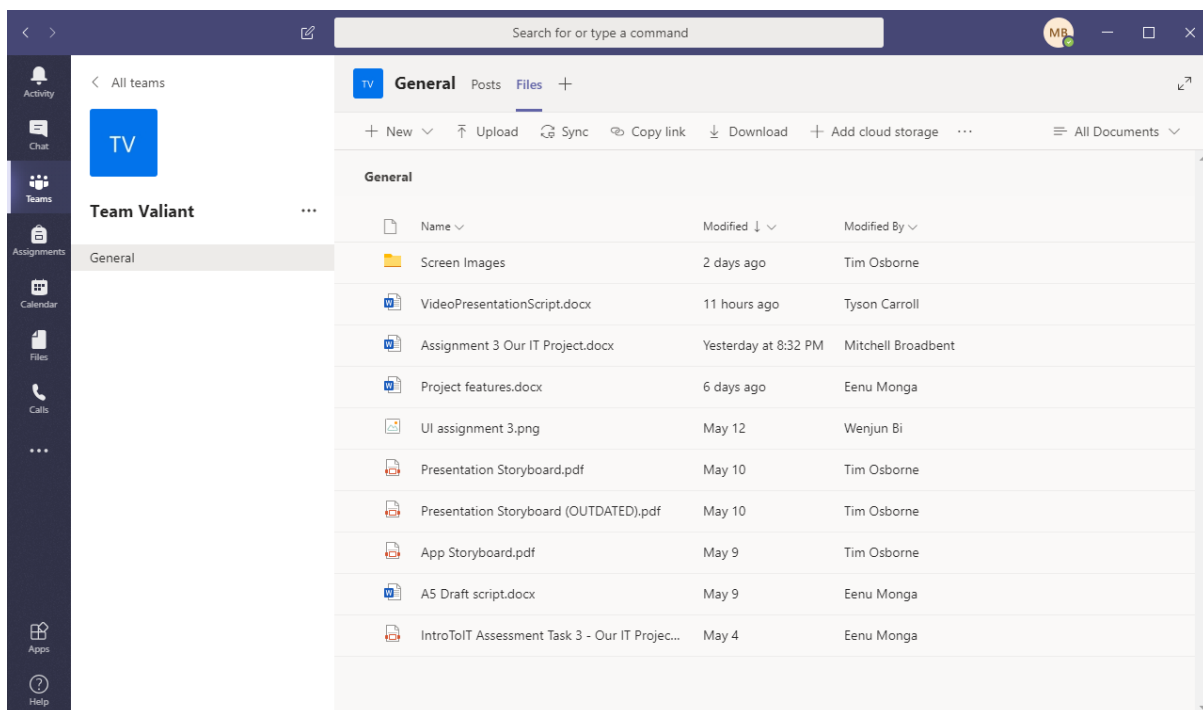 Search for or type a command
MB
Activity
Chat
Teams
Assignments
Calendar
Files
Calls
Apps
Help
All teams
TV
Team Valiant
General
TV General Posts Files
New Upload Sync Copy link Download Add cloud storage All Documents
General
Name Modified Modified By
Screen Images 2 days ago Tim Osborne
VideoPresentationScript.docx 11 hours ago Tyson Carroll
Assignment 3 Our IT Project.docx Yesterday at 8:32 PM Mitchell Broadbent
Project features.docx 6 days ago Eenu Monga
UI assignment 3.png May 12 Wenjun Bi
Presentation Storyboard.pdf May 10 Tim Osborne
Presentation Storyboard (OUTDATED).pdf May 10 Tim Osborne
App Storyboard.pdf May 9 Tim Osborne
A5 Draft script.docx May 9 Eenu Monga
IntroToIT Assessment Task 3 - Our IT Projec... May 4 Eenu Monga